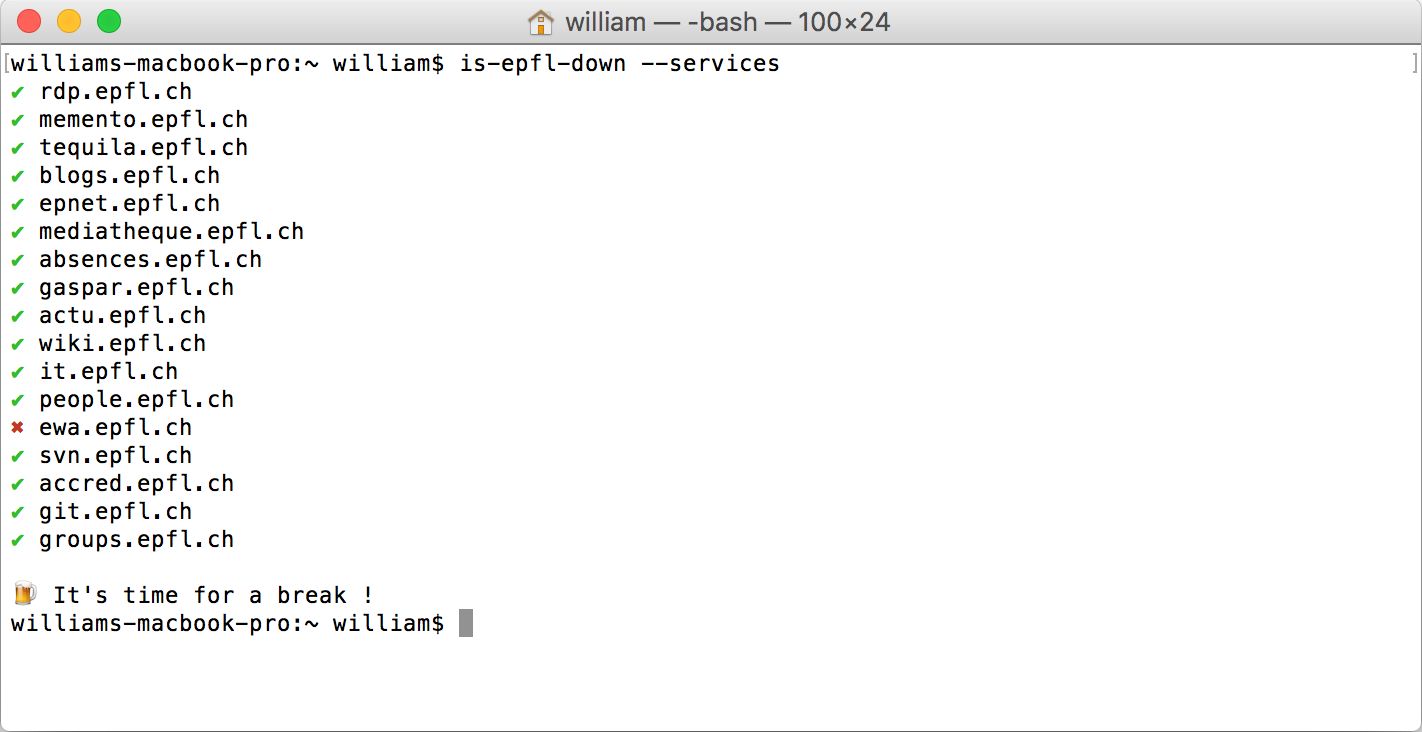 william — -bash — 100×24
[williams-macbook-pro:~ william$ is-epfl-down --services ]
✔ rdp.epfl.ch
✔ memento.epfl.ch
✔ tequila.epfl.ch
✔ blogs.epfl.ch
✔ epnet.epfl.ch
✔ mediatheque.epfl.ch
✔ absences.epfl.ch
✔ gaspar.epfl.ch
✔ actu.epfl.ch
✔ wiki.epfl.ch
✔ it.epfl.ch
✔ people.epfl.ch
✖ ewa.epfl.ch
✔ svn.epfl.ch
✔ accred.epfl.ch
✔ git.epfl.ch
✔ groups.epfl.ch
🍺 It's time for a break !
williams-macbook-pro:~ william$